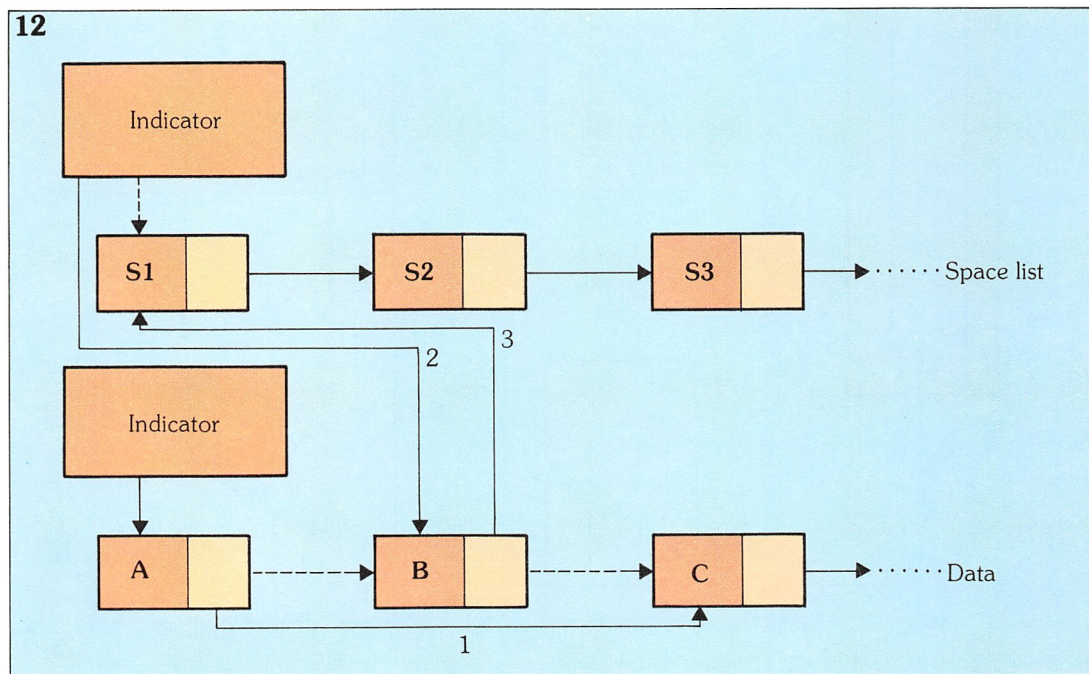 12
Indicator
S1
S2
S3
Space list
3
2
Indicator
A
B
C
Data
1